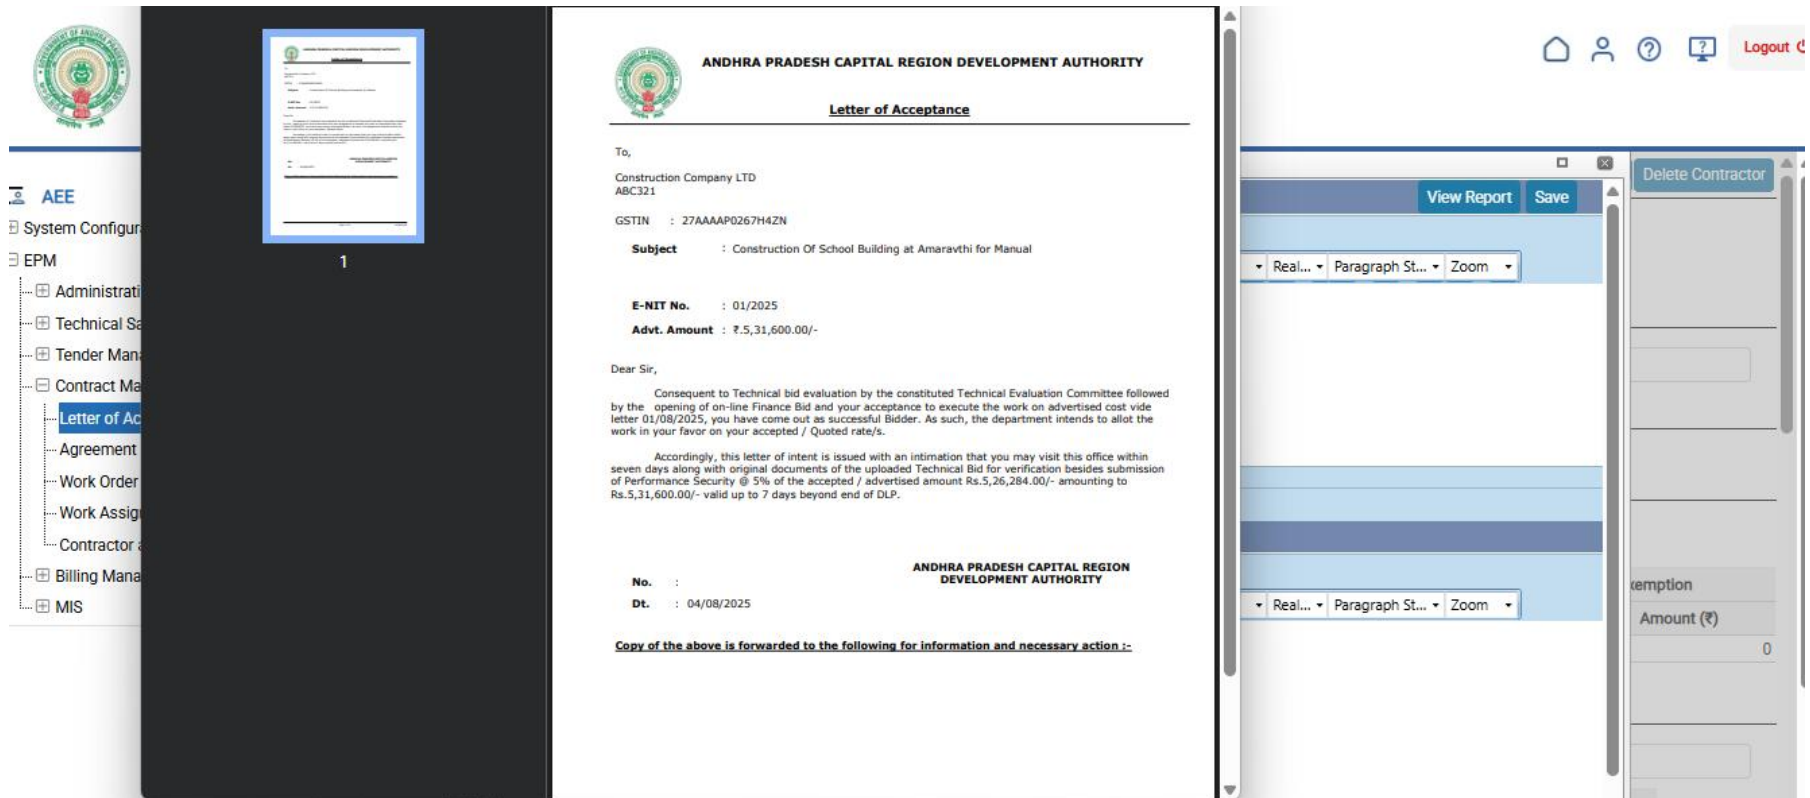 Logout
AEE
System Configur
EPM
Administrati
Technical Sa
Tender Mana
Contract Ma
Letter of Ac
Agreement
Work Order
Work Assig
Contractor a
Billing Mana
MIS
1
ANDHRA PRADESH CAPITAL REGION DEVELOPMENT AUTHORITY
Letter of Acceptance
To,
Construction Company LTD
ABC321
GSTIN : 27AAAAP0267H4ZN
Subject : Construction Of School Building at Amaravthi for Manual
E-NIT No. : 01/2025
Advt. Amount : ₹.5,31,600.00/-
Dear Sir,
Consequent to Technical bid evaluation by the constituted Technical Evaluation Committee followed
by the opening of on-line Finance Bid and your acceptance to execute the work on advertised cost vide
letter 01/08/2025, you have come out as successful Bidder. As such, the department intends to allot the
work in your favor on your accepted / Quoted rate/s.
Accordingly, this letter of intent is issued with an intimation that you may visit this office within
seven days along with original documents of the uploaded Technical Bid for verification besides submission
of Performance Security @ 5% of the accepted / advertised amount Rs.5,26,284.00/- amounting to
Rs.5,31,600.00/- valid up to 7 days beyond end of DLP.
ANDHRA PRADESH CAPITAL REGION
DEVELOPMENT AUTHORITY
No. :
Dt. : 04/08/2025
Copy of the above is forwarded to the following for information and necessary action :-
Delete Contractor
View Report Save
Real... Paragraph St... Zoom
emption
Real... Paragraph St... Zoom
Amount (₹)
0